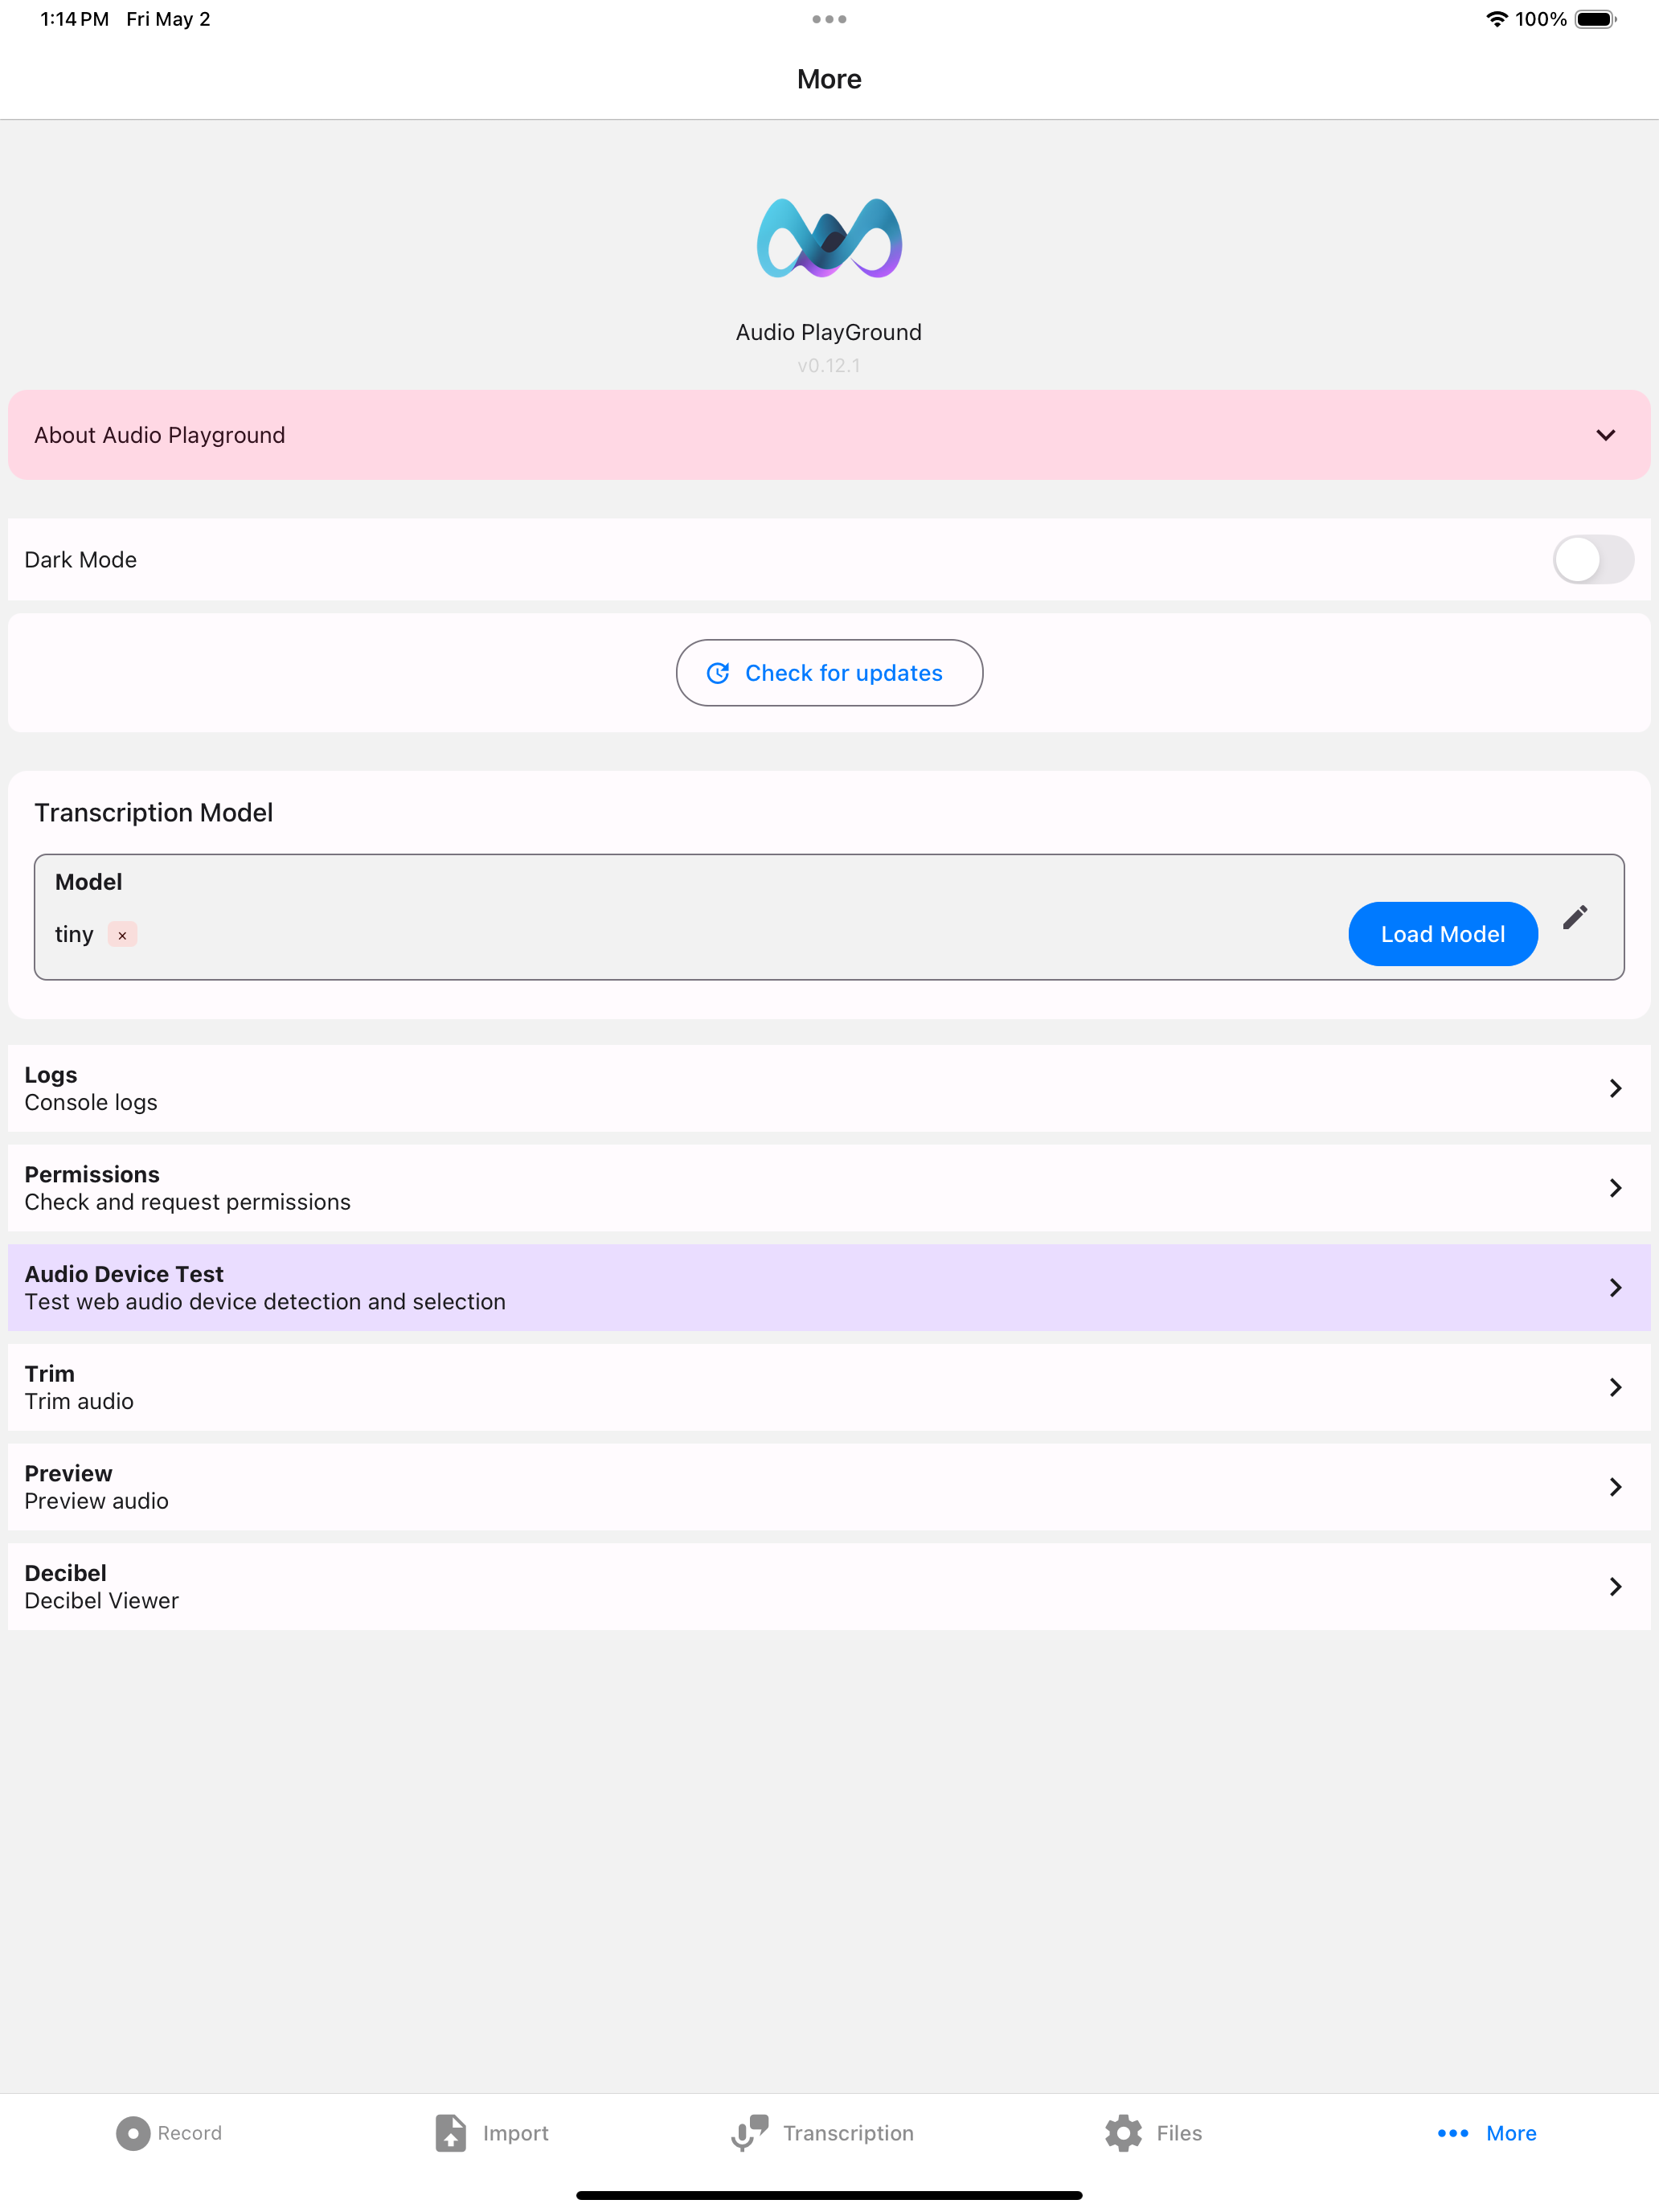 1:14 PM Fri May 2
100%
More
Audio PlayGround
v0.12.1
About Audio Playground
Dark Mode
Check for updates
Transcription Model
Model
tiny ×
Load Model
Logs
Console logs
Permissions
Check and request permissions
Audio Device Test
Test web audio device detection and selection
Trim
Trim audio
Preview
Preview audio
Decibel
Decibel Viewer
Record
Import
Transcription
Files
More